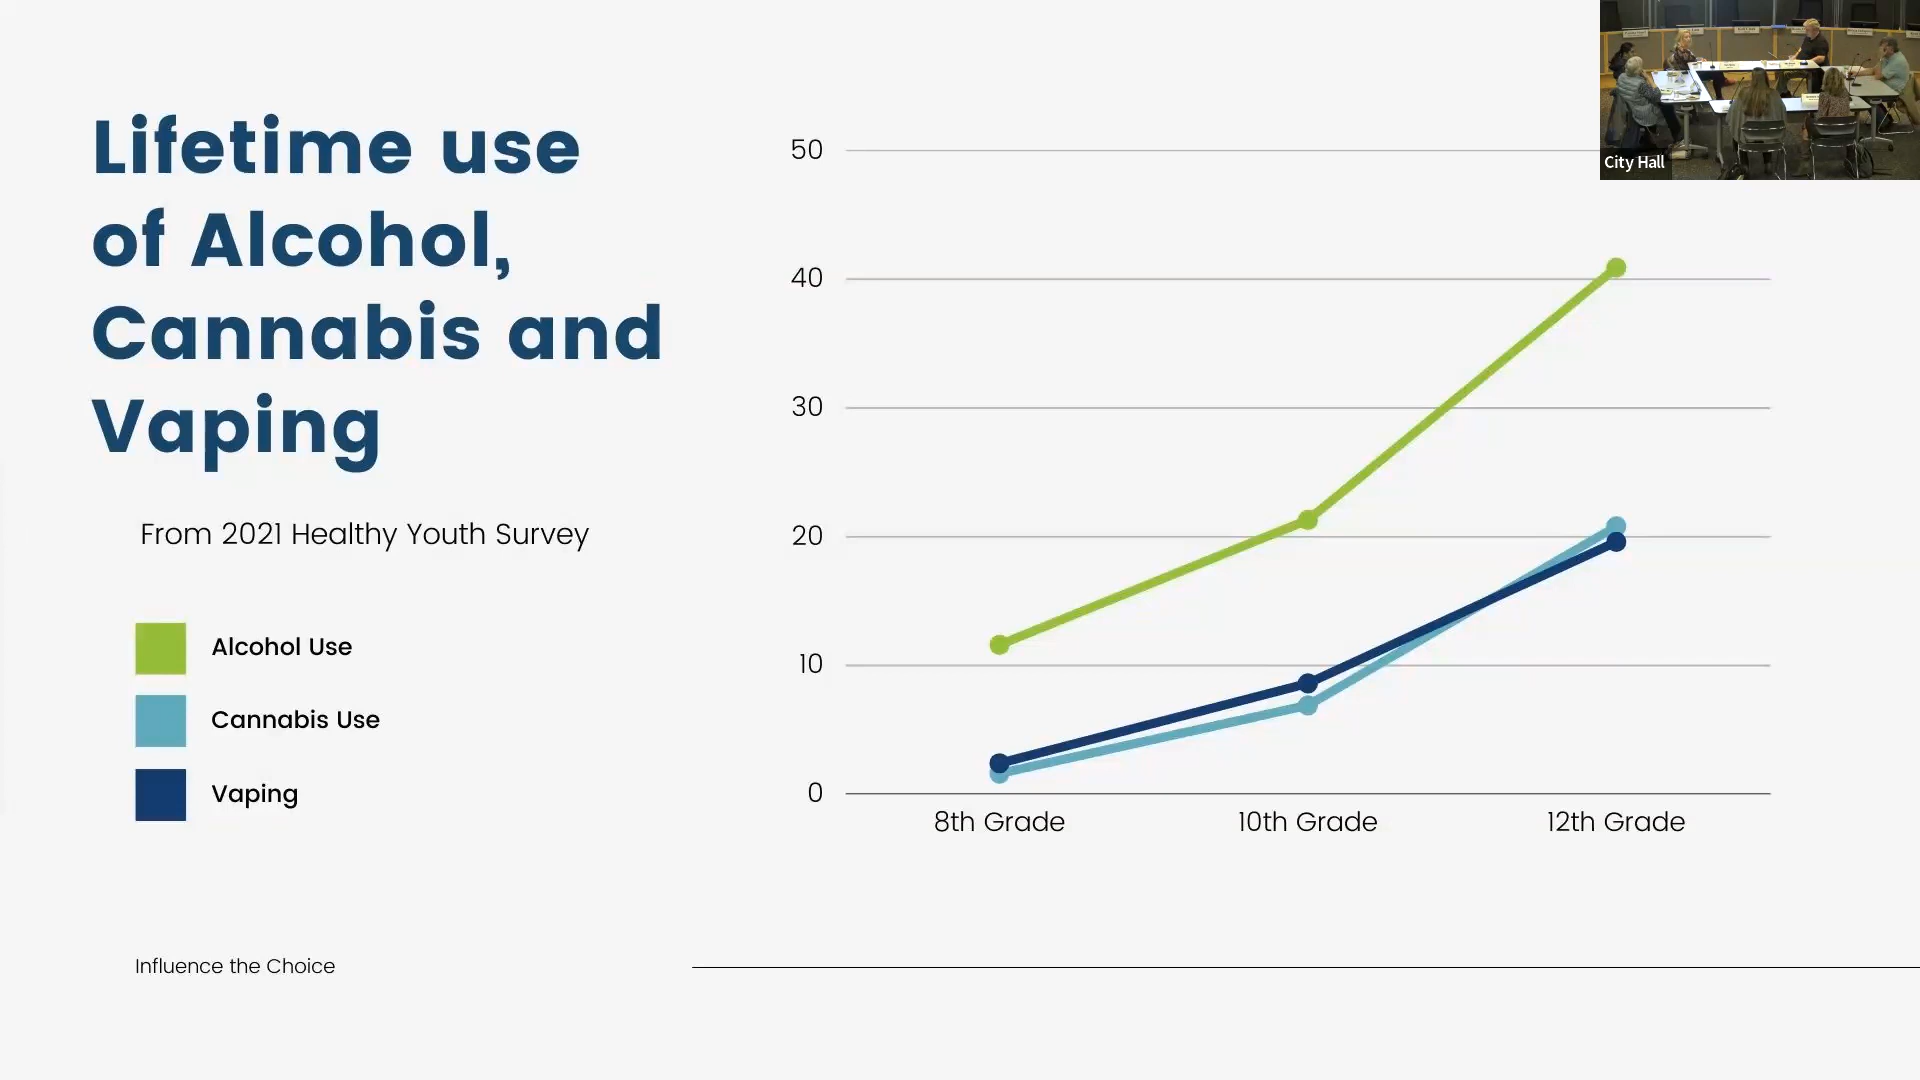 Lifetime use
of Alcohol,
Cannabis and
Vaping
From 2021 Healthy Youth Survey
Alcohol Use
Cannabis Use
Vaping
50
40
30
20
10
0
8th Grade
10th Grade
12th Grade
Influence the Choice
City Hall